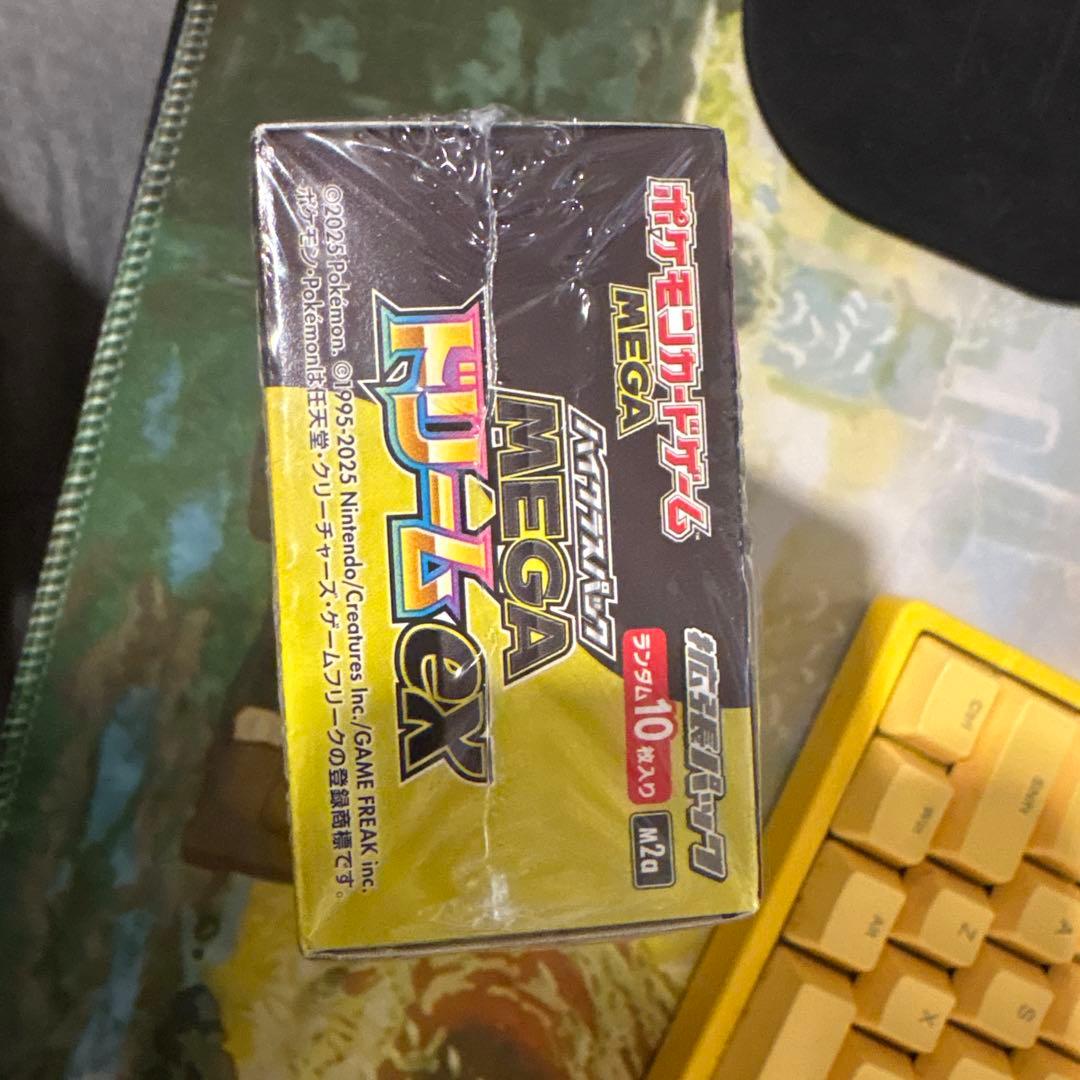 ポケモンカードゲーム
MEGA
拡張パック
ランダム10枚入り
M2a
ハイクラスパック
MEGA
ドリームex
©2025 Pokémon. ©1995-2025 Nintendo/Creatures Inc./GAME FREAK inc.
ポケモン・Pokémonは任天堂・クリーチャーズ・ゲームフリークの登録商標です。
Ctrl
Shift
Win
A
Z
Alt
S
X